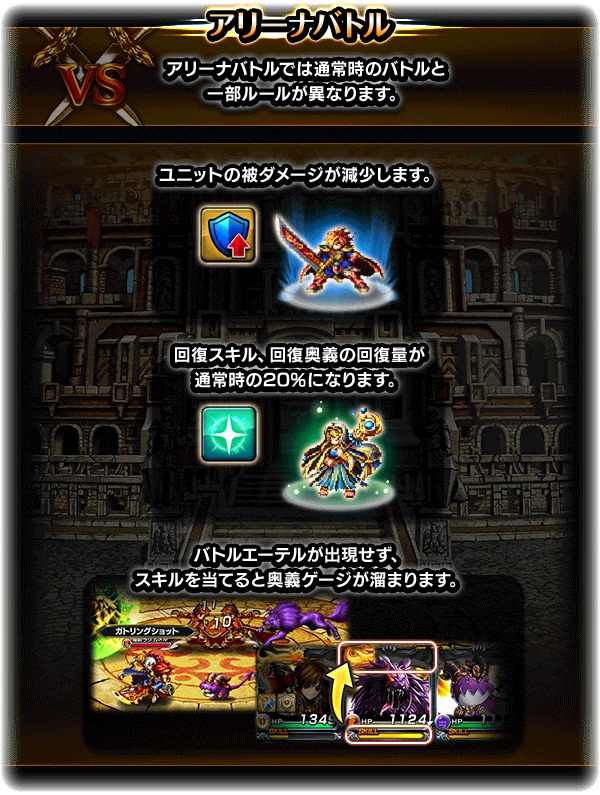 アリーナバトル
VS
アリーナバトルでは通常時のバトルと
一部ルールが異なります。
ユニットの被ダメージが減少します。
回復スキル、回復奥義の回復量が
通常時の20%になります。
バトルエーテルが出現せず、
スキルを当てると奥義ゲージが溜まります。
ガトリングショット
10
HP 1349
SKILL
HP 1124
SKILL
HP
SKILL